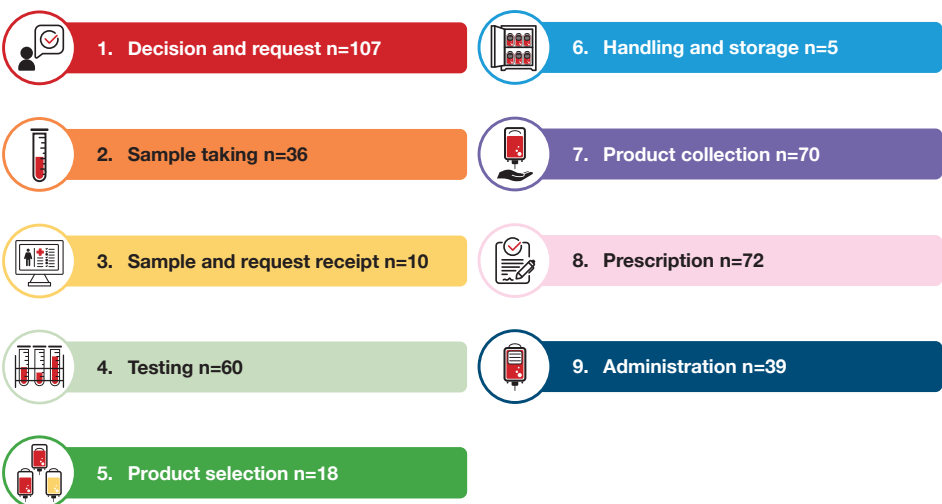 1. Decision and request n=107
2. Sample taking n=36
3. Sample and request receipt n=10
4. Testing n=60
5. Product selection n=18
6. Handling and storage n=5
7. Product collection n=70
8. Prescription n=72
9. Administration n=39